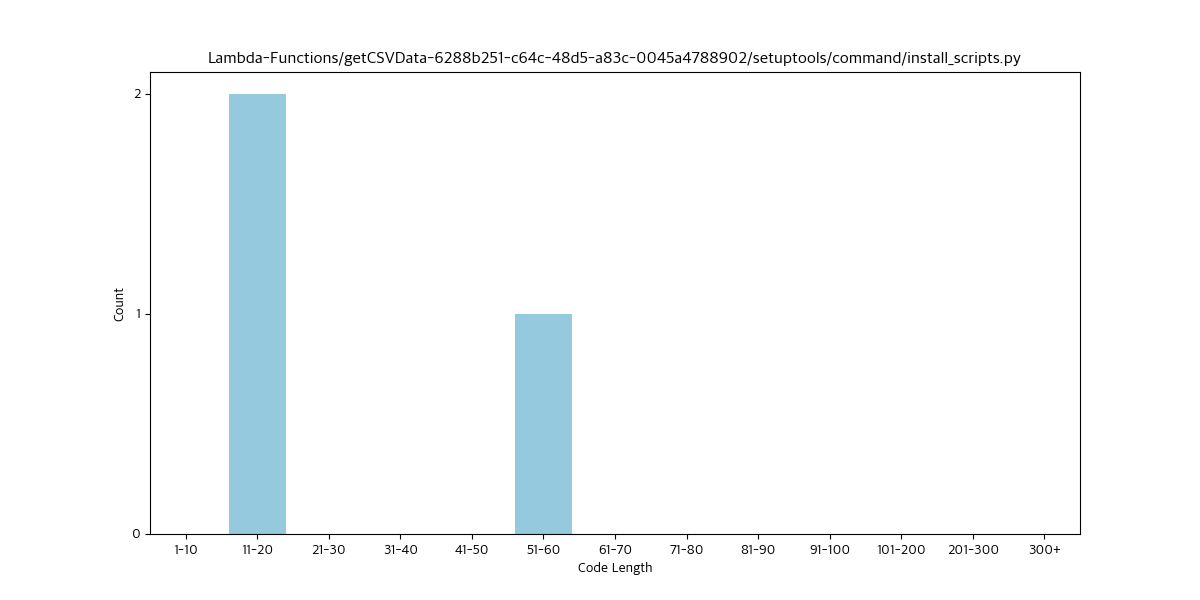 Lambda-Functions/getCSVData-6288b251-c64c-48d5-a83c-0045a4788902/setuptools/command/install_scripts.py
2
1
0
Count
1-10 11-20 21-30 31-40 41-50 51-60 61-70 71-80 81-90 91-100 101-200 201-300 300+
Code Length